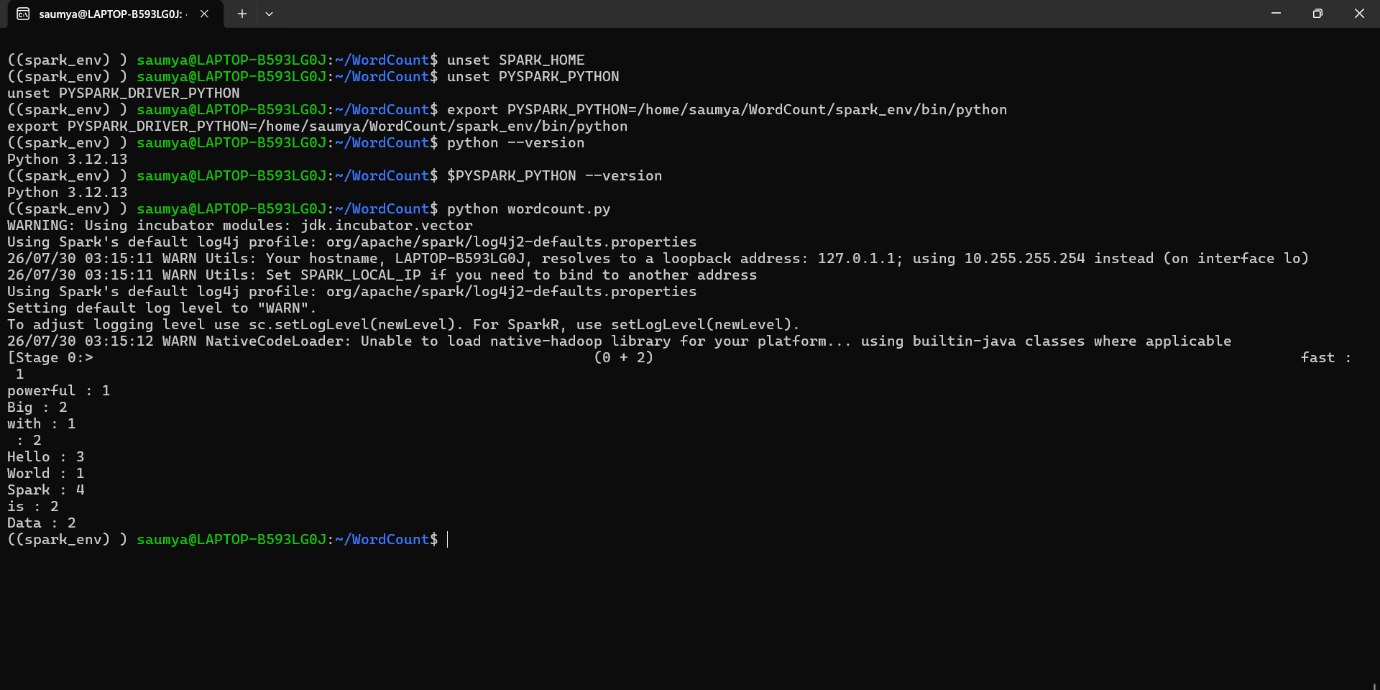 saumya@LAPTOP-B593LG0J: ·
((spark_env) ) saumya@LAPTOP-B593LG0J:~/WordCount$ unset SPARK_HOME
((spark_env) ) saumya@LAPTOP-B593LG0J:~/WordCount$ unset PYSPARK_PYTHON
unset PYSPARK_DRIVER_PYTHON
((spark_env) ) saumya@LAPTOP-B593LG0J:~/WordCount$ export PYSPARK_PYTHON=/home/saumya/WordCount/spark_env/bin/python
export PYSPARK_DRIVER_PYTHON=/home/saumya/WordCount/spark_env/bin/python
((spark_env) ) saumya@LAPTOP-B593LG0J:~/WordCount$ python --version
Python 3.12.13
((spark_env) ) saumya@LAPTOP-B593LG0J:~/WordCount$ $PYSPARK_PYTHON --version
Python 3.12.13
((spark_env) ) saumya@LAPTOP-B593LG0J:~/WordCount$ python wordcount.py
WARNING: Using incubator modules: jdk.incubator.vector
Using Spark's default log4j profile: org/apache/spark/log4j2-defaults.properties
26/07/30 03:15:11 WARN Utils: Your hostname, LAPTOP-B593LG0J, resolves to a loopback address: 127.0.1.1; using 10.255.255.254 instead (on interface lo)
26/07/30 03:15:11 WARN Utils: Set SPARK_LOCAL_IP if you need to bind to another address
Using Spark's default log4j profile: org/apache/spark/log4j2-defaults.properties
Setting default log level to "WARN".
To adjust logging level use sc.setLogLevel(newLevel). For SparkR, use setLogLevel(newLevel).
26/07/30 03:15:12 WARN NativeCodeLoader: Unable to load native-hadoop library for your platform... using builtin-java classes where applicable
[Stage 0:> (0 + 2) fast :
 1
powerful : 1
Big : 2
with : 1
 : 2
Hello : 3
World : 1
Spark : 4
is : 2
Data : 2
((spark_env) ) saumya@LAPTOP-B593LG0J:~/WordCount$